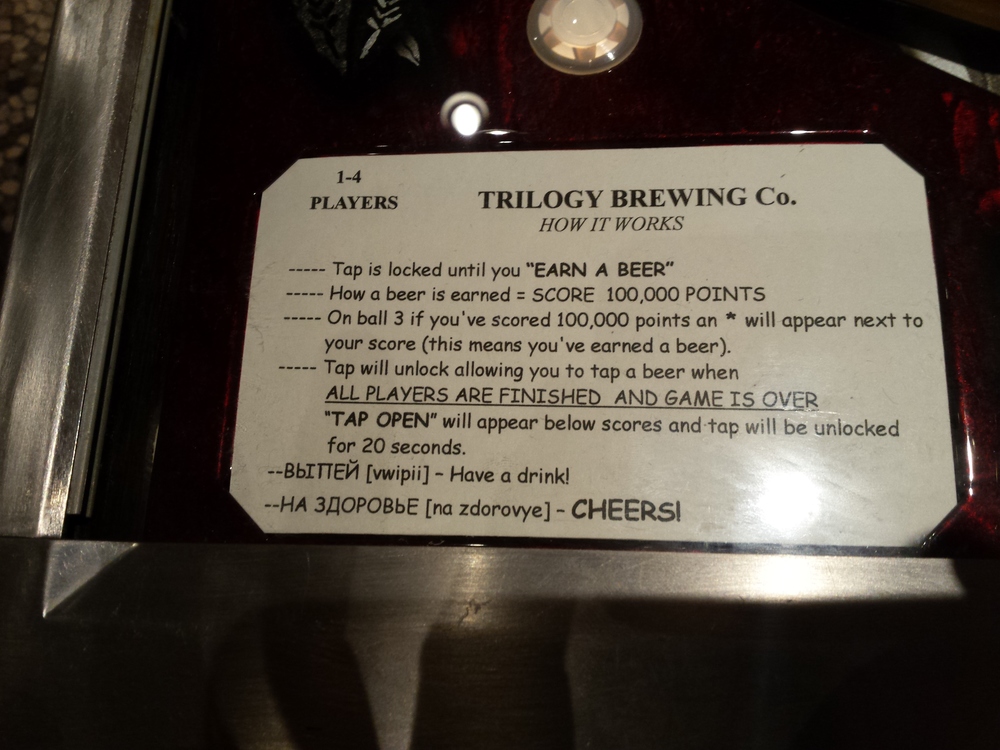 1-4
PLAYERS
TRILOGY BREWING Co.
HOW IT WORKS
----- Tap is locked until you "EARN A BEER"
----- How a beer is earned = SCORE 100,000 POINTS
----- On ball 3 if you've scored 100,000 points an * will appear next to
your score (this means you've earned a beer).
----- Tap will unlock allowing you to tap a beer when
ALL PLAYERS ARE FINISHED AND GAME IS OVER
"TAP OPEN" will appear below scores and tap will be unlocked
for 20 seconds.
--ВЫПЕЙ [vwipii] – Have a drink!
--НА ЗДОРОВЬЕ [na zdorovye] – CHEERS!